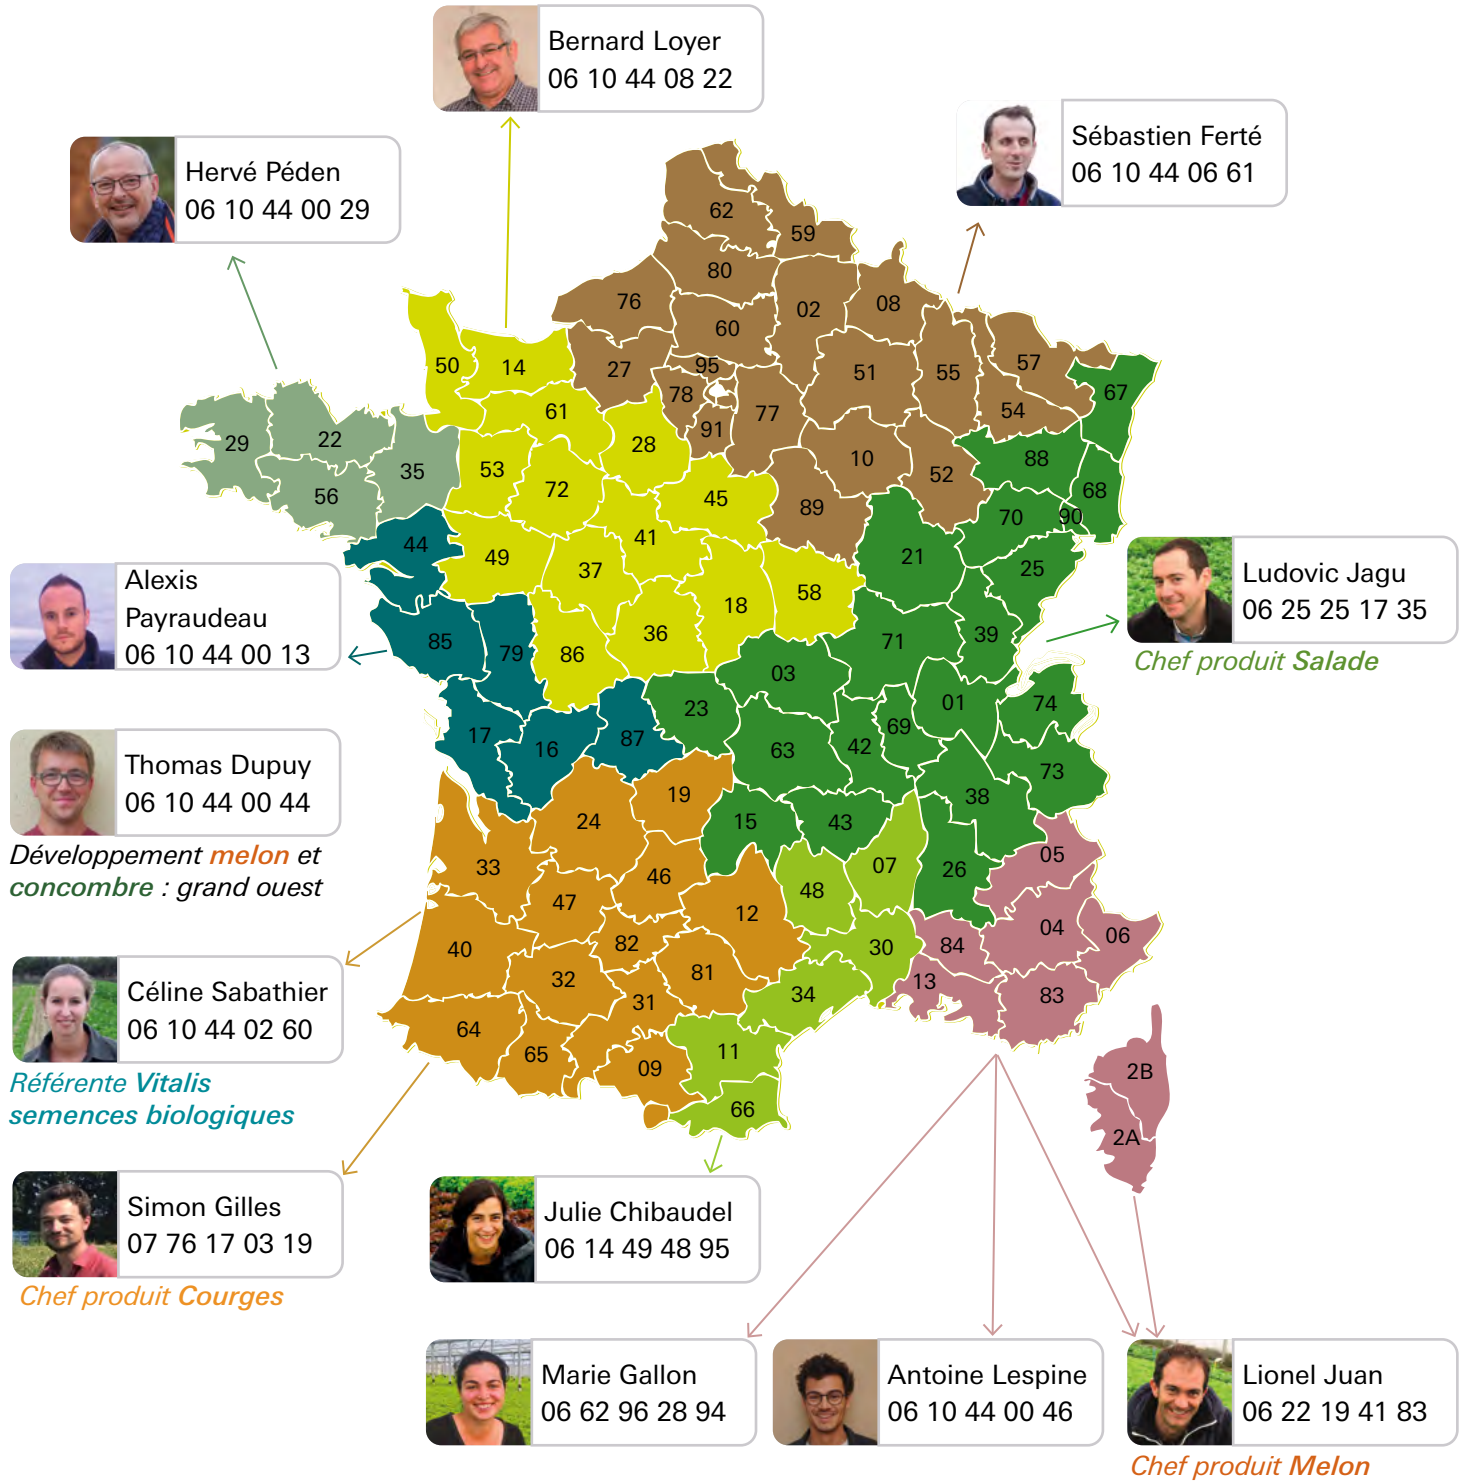 Bernard Loyer
06 10 44 08 22
Sébastien Ferté
06 10 44 06 61
Hervé Péden
06 10 44 00 29
62
59
80
76
02
08
60
50
14
27
95
51
55
57
67
78
77
54
61
91
29
22
35
28
10
88
53
52
56
72
45
68
89
70
90
44
41
21
49
37
25
18
58
36
85
79
86
71
39
03
23
01
74
17
16
87
69
63
42
73
19
38
24
15
43
05
33
46
07
26
48
47
12
04
06
40
82
30
84
32
81
13
31
34
83
64
65
09
11
2B
66
2A
Alexis
Payraudeau
06 10 44 00 13
Ludovic Jagu
06 25 25 17 35
Chef produit Salade
Thomas Dupuy
06 10 44 00 44
Développement melon et
concombre : grand ouest
Céline Sabathier
06 10 44 02 60
Référente Vitalis
semences biologiques
Simon Gilles
07 76 17 03 19
Chef produit Courges
Julie Chibaudel
06 14 49 48 95
Marie Gallon
06 62 96 28 94
Antoine Lespine
06 10 44 00 46
Lionel Juan
06 22 19 41 83
Chef produit Melon